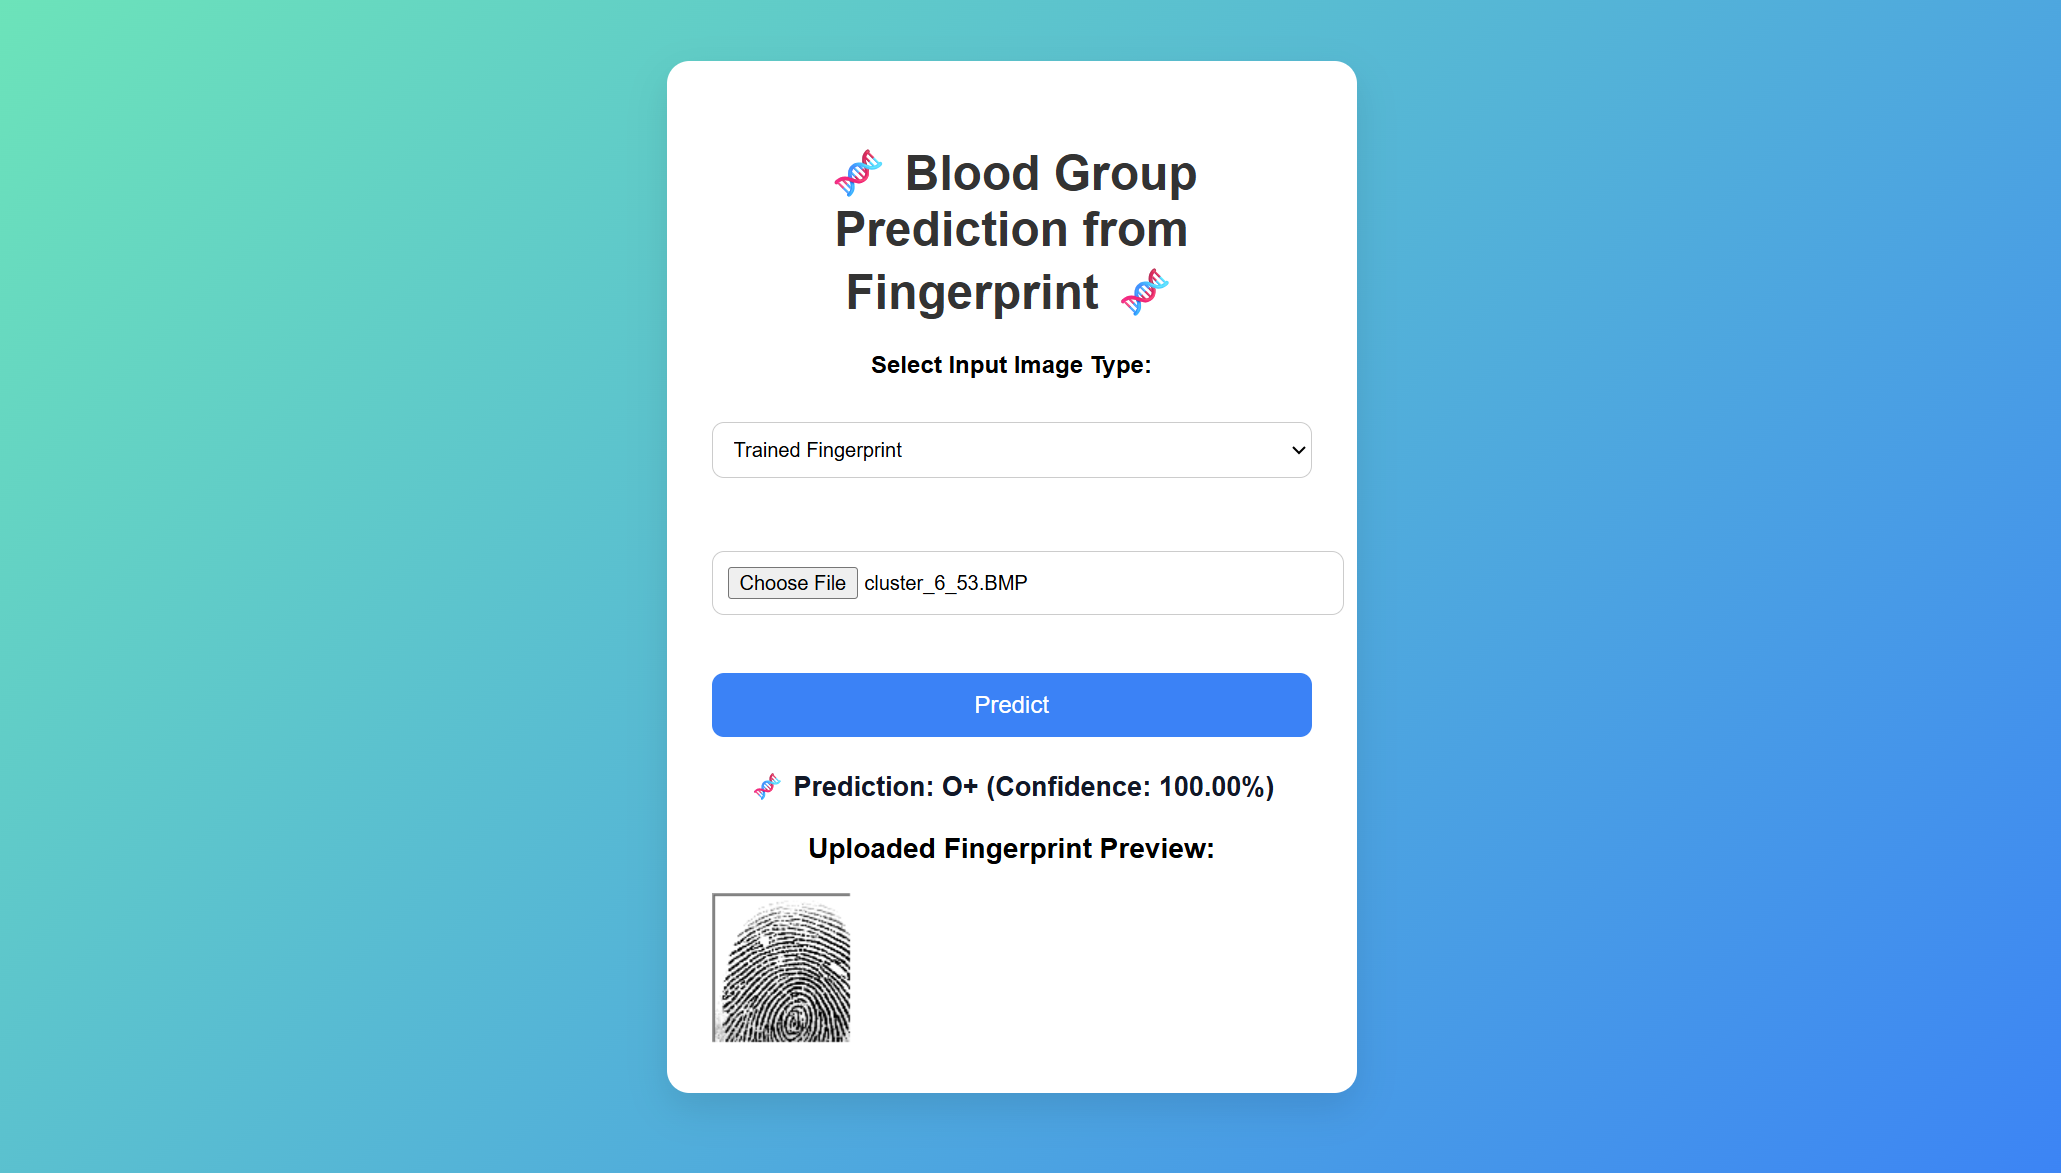 🧬 Blood Group
Prediction from
Fingerprint 🧬
Select Input Image Type:
Trained Fingerprint
Choose File cluster_6_53.BMP
Predict
🧬 Prediction: O+ (Confidence: 100.00%)
Uploaded Fingerprint Preview: